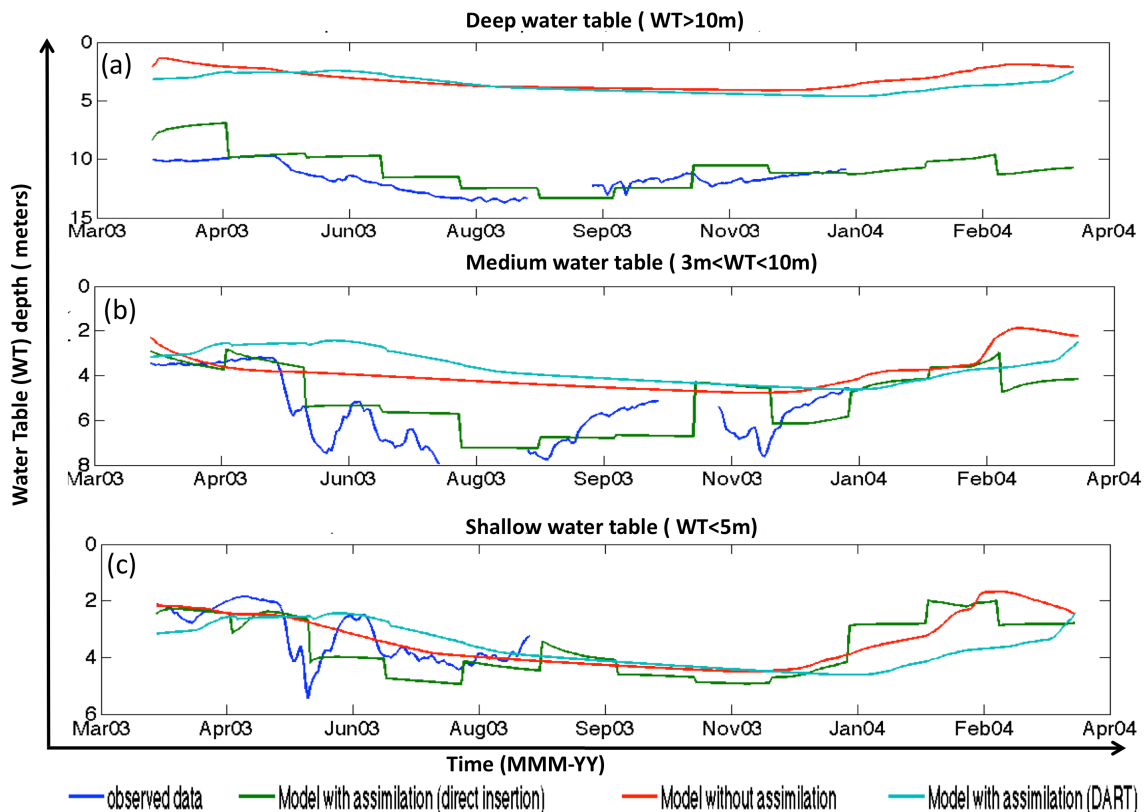 Deep water table ( WT>10m)
(a)
0
5
10
15
Mar03 Apr03 Jun03 Aug03 Sep03 Nov03 Jan04 Feb04 Apr04
Medium water table ( 3m<WT<10m)
(b)
0
2
4
6
8
Mar03 Apr03 Jun03 Aug03 Sep03 Nov03 Jan04 Feb04 Apr04
Shallow water table ( WT<5m)
(c)
0
2
4
6
Mar03 Apr03 Jun03 Aug03 Sep03 Nov03 Jan04 Feb04 Apr04
Water Table (WT) depth ( meters)
Time (MMM-YY)
observed data Model with assimilation (direct insertion) Model without assimilation Model with assimilation (DART)